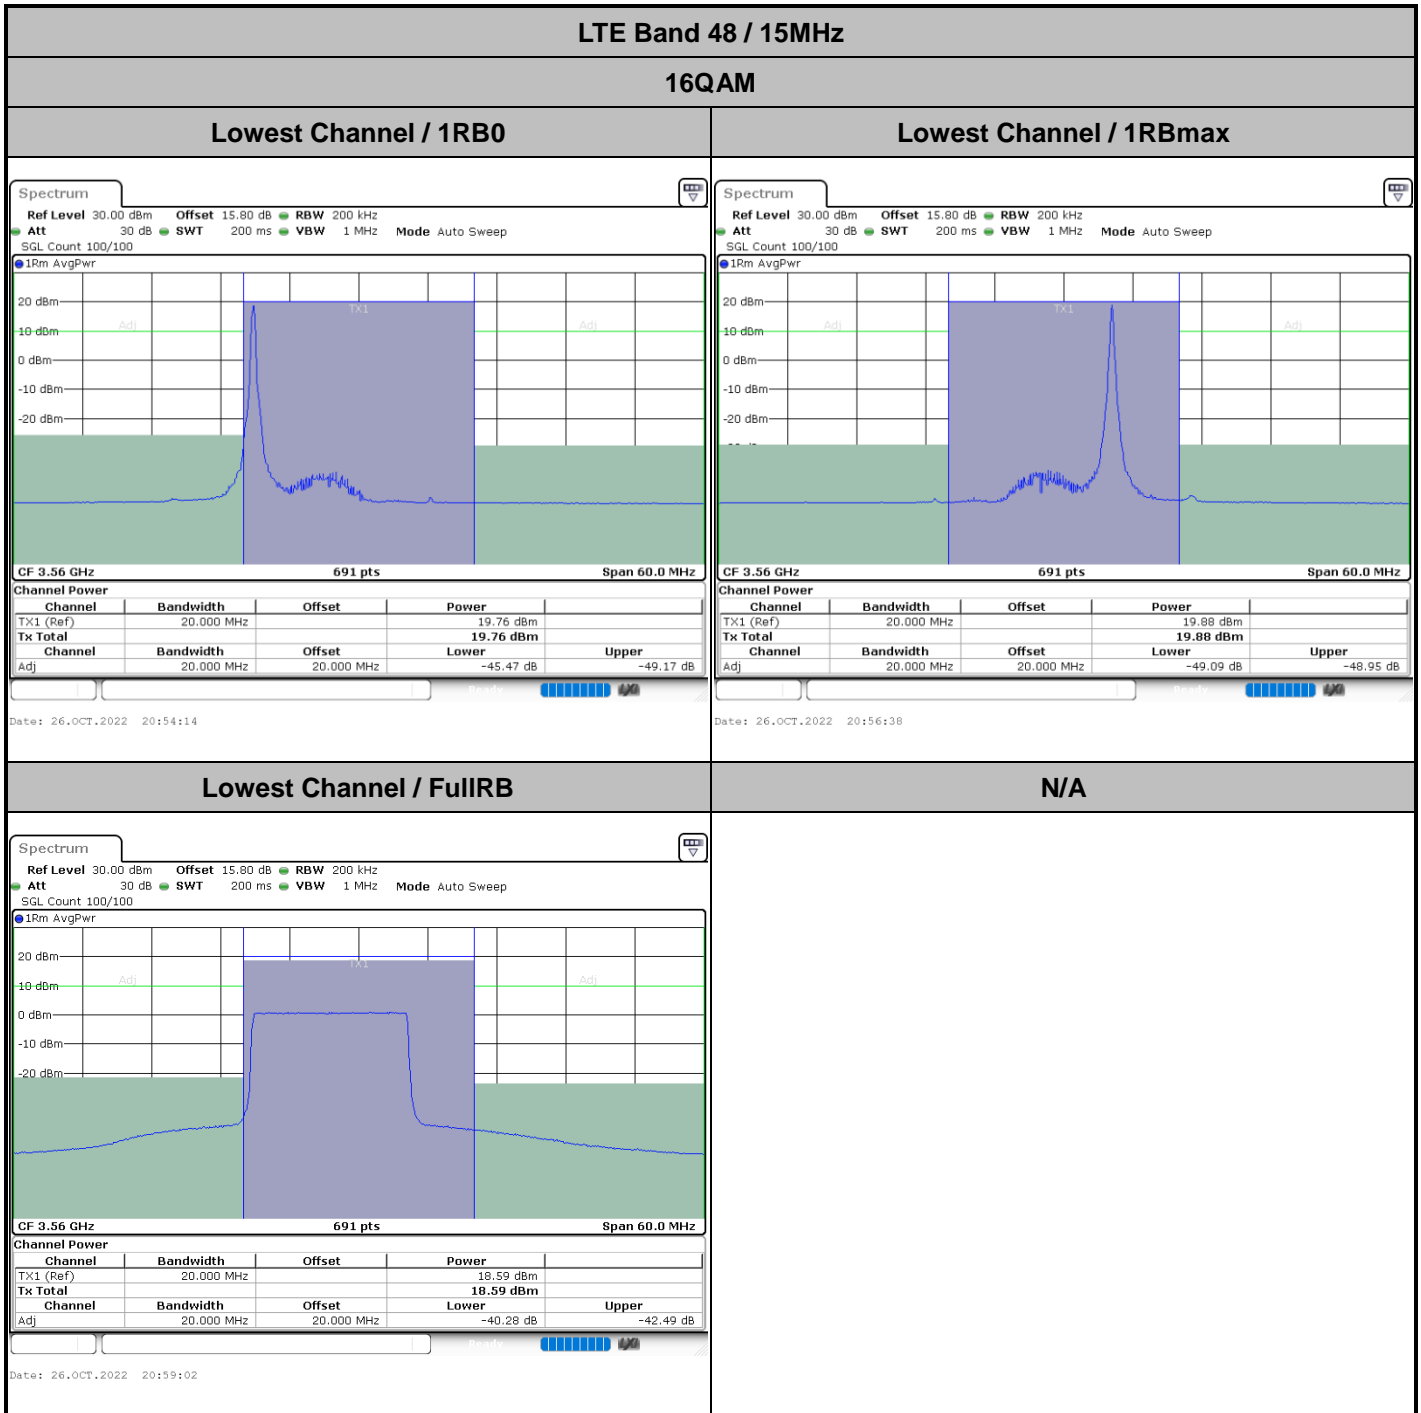 LTE Band 48 / 15MHz
16QAM
Lowest Channel / 1RB0
Lowest Channel / 1RBmax
Spectrum
Ref Level 30.00 dBm Offset 15.80 dB RBW 200 kHz
Att 30 dB SWT 200 ms VBW 1 MHz Mode Auto Sweep
SGL Count 100/100
1Rm AvgPwr
TX1
Adj
Adj
20 dBm
10 dBm
0 dBm
-10 dBm
-20 dBm
CF 3.56 GHz 691 pts Span 60.0 MHz
Channel Power
Channel Bandwidth Offset Power
TX1 (Ref) 20.000 MHz 19.76 dBm
Tx Total 19.76 dBm
Channel Bandwidth Offset Lower Upper
Adj 20.000 MHz 20.000 MHz -45.47 dB -49.17 dB
Ready
Date: 26.OCT.2022 20:54:14
Spectrum
Ref Level 30.00 dBm Offset 15.80 dB RBW 200 kHz
Att 30 dB SWT 200 ms VBW 1 MHz Mode Auto Sweep
SGL Count 100/100
1Rm AvgPwr
TX1
Adj
Adj
20 dBm
10 dBm
0 dBm
-10 dBm
-20 dBm
CF 3.56 GHz 691 pts Span 60.0 MHz
Channel Power
Channel Bandwidth Offset Power
TX1 (Ref) 20.000 MHz 19.88 dBm
Tx Total 19.88 dBm
Channel Bandwidth Offset Lower Upper
Adj 20.000 MHz 20.000 MHz -49.09 dB -48.95 dB
Ready
Date: 26.OCT.2022 20:56:38
Lowest Channel / FullRB
N/A
Spectrum
Ref Level 30.00 dBm Offset 15.80 dB RBW 200 kHz
Att 30 dB SWT 200 ms VBW 1 MHz Mode Auto Sweep
SGL Count 100/100
1Rm AvgPwr
TX1
Adj
Adj
20 dBm
10 dBm
0 dBm
-10 dBm
-20 dBm
CF 3.56 GHz 691 pts Span 60.0 MHz
Channel Power
Channel Bandwidth Offset Power
TX1 (Ref) 20.000 MHz 18.59 dBm
Tx Total 18.59 dBm
Channel Bandwidth Offset Lower Upper
Adj 20.000 MHz 20.000 MHz -40.28 dB -42.49 dB
Ready
Date: 26.OCT.2022 20:59:02